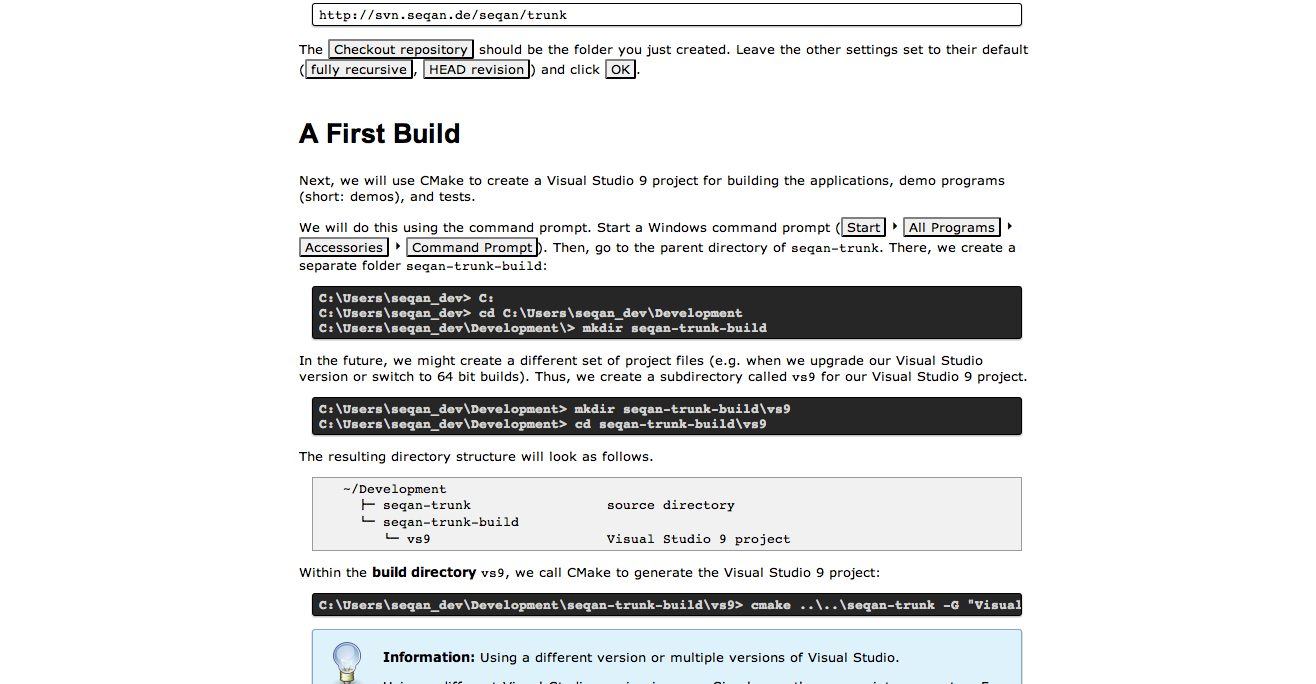 http://svn.seqan.de/seqan/trunk
The Checkout repository should be the folder you just created. Leave the other settings set to their default
(fully recursive, HEAD revision) and click OK.
A First Build
Next, we will use CMake to create a Visual Studio 9 project for building the applications, demo programs
(short: demos), and tests.
We will do this using the command prompt. Start a Windows command prompt (Start ‣ All Programs ‣
Accessories ‣ Command Prompt). Then, go to the parent directory of seqan-trunk. There, we create a
separate folder seqan-trunk-build:
C:\Users\seqan_dev> C:
C:\Users\seqan_dev> cd C:\Users\seqan_dev\Development
C:\Users\seqan_dev\Development\> mkdir seqan-trunk-build
In the future, we might create a different set of project files (e.g. when we upgrade our Visual Studio
version or switch to 64 bit builds). Thus, we create a subdirectory called vs9 for our Visual Studio 9 project.
C:\Users\seqan_dev\Development> mkdir seqan-trunk-build\vs9
C:\Users\seqan_dev\Development> cd seqan-trunk-build\vs9
The resulting directory structure will look as follows.
~/Development
├─ seqan-trunk source directory
└─ seqan-trunk-build
└─ vs9 Visual Studio 9 project
Within the build directory vs9, we call CMake to generate the Visual Studio 9 project:
C:\Users\seqan_dev\Development\seqan-trunk-build\vs9> cmake ..\..\seqan-trunk -G "Visual
Information: Using a different version or multiple versions of Visual Studio.